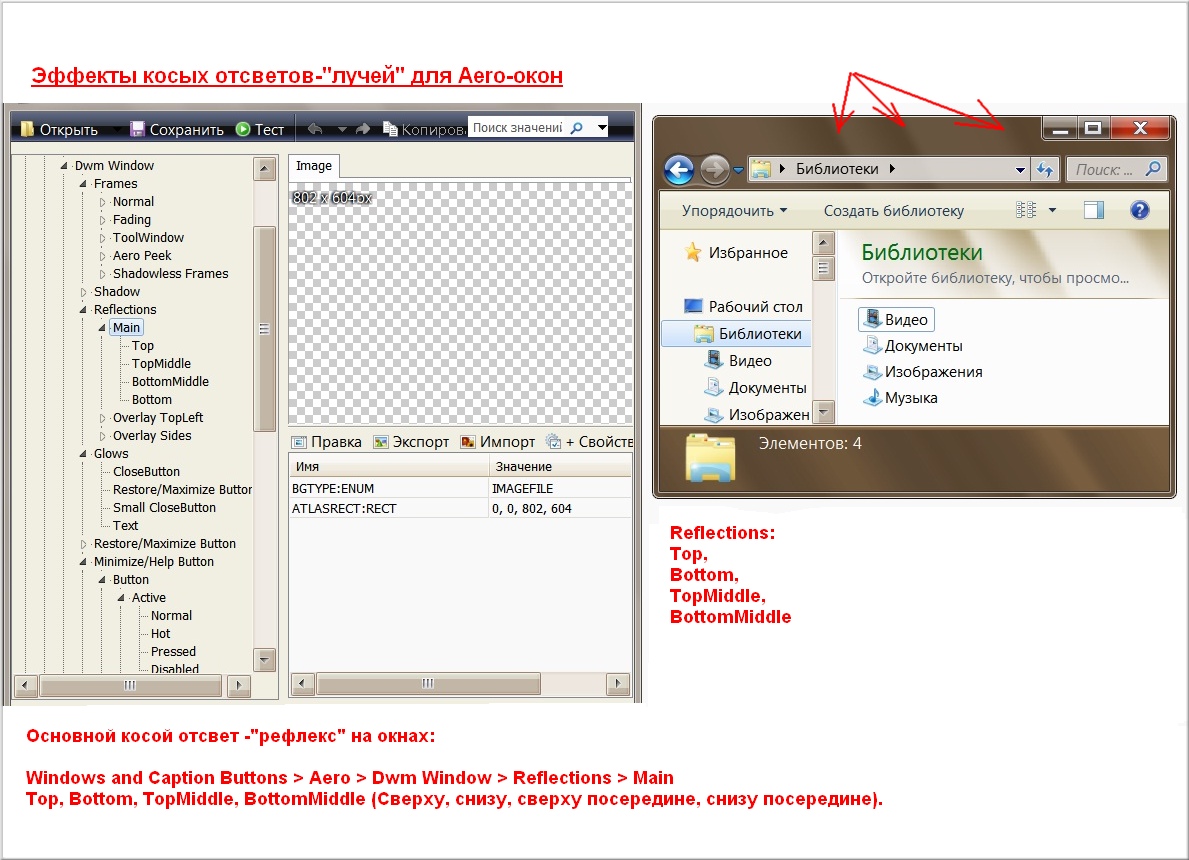 Эффекты косых отсветов-"лучей" для Aero-окон
Открыть Сохранить Тест Копиров Поиск значений
Dwm Window
Frames
Normal
Fading
ToolWindow
Aero Peek
Shadowless Frames
Shadow
Reflections
Main
Top
TopMiddle
BottomMiddle
Bottom
Overlay TopLeft
Overlay Sides
Glows
CloseButton
Restore/Maximize Button
Small CloseButton
Text
Restore/Maximize Button
Minimize/Help Button
Button
Active
Normal
Hot
Pressed
Disabled
Image
802 x 604px
Правка Экспорт Импорт + Свойств
Имя Значение
BGTYPE:ENUM IMAGEFILE
ATLASRECT:RECT 0, 0, 802, 604
Библиотеки Поиск: ...
Упорядочить Создать библиотеку
Избранное
Рабочий стол
Библиотеки
Видео
Документы
Изображен
Библиотеки
Откройте библиотеку, чтобы просмо...
Видео
Документы
Изображения
Музыка
Элементов: 4
Reflections:
Top,
Bottom,
TopMiddle,
BottomMiddle
Основной косой отсвет -"рефлекс" на окнах:
Windows and Caption Buttons > Aero > Dwm Window > Reflections > Main
Top, Bottom, TopMiddle, BottomMiddle (Сверху, снизу, сверху посередине, снизу посередине).